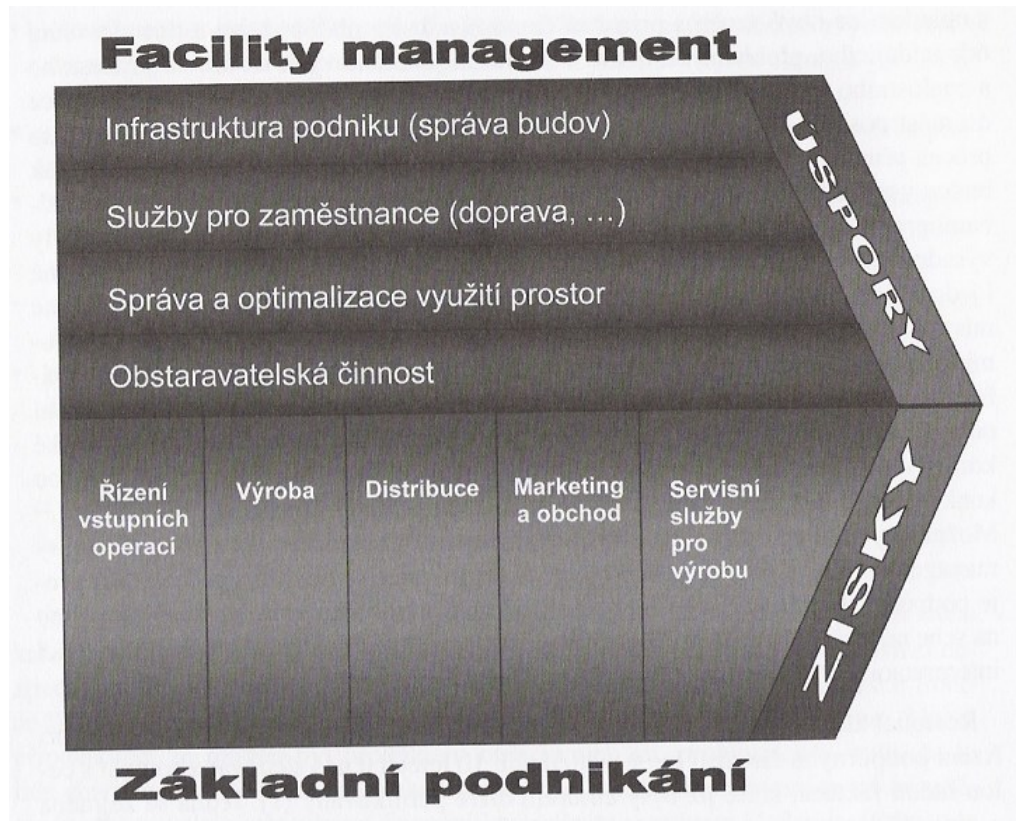 Facility management
Infrastruktura podniku (správa budov)
Služby pro zaměstnance (doprava, ...)
Správa a optimalizace využití prostor
Obstaravatelská činnost
ÚSPORY
Řízení
vstupních
operací
Výroba
Distribuce
Marketing
a obchod
Servisní
služby
pro
výrobu
ZISKY
Základní podnikání